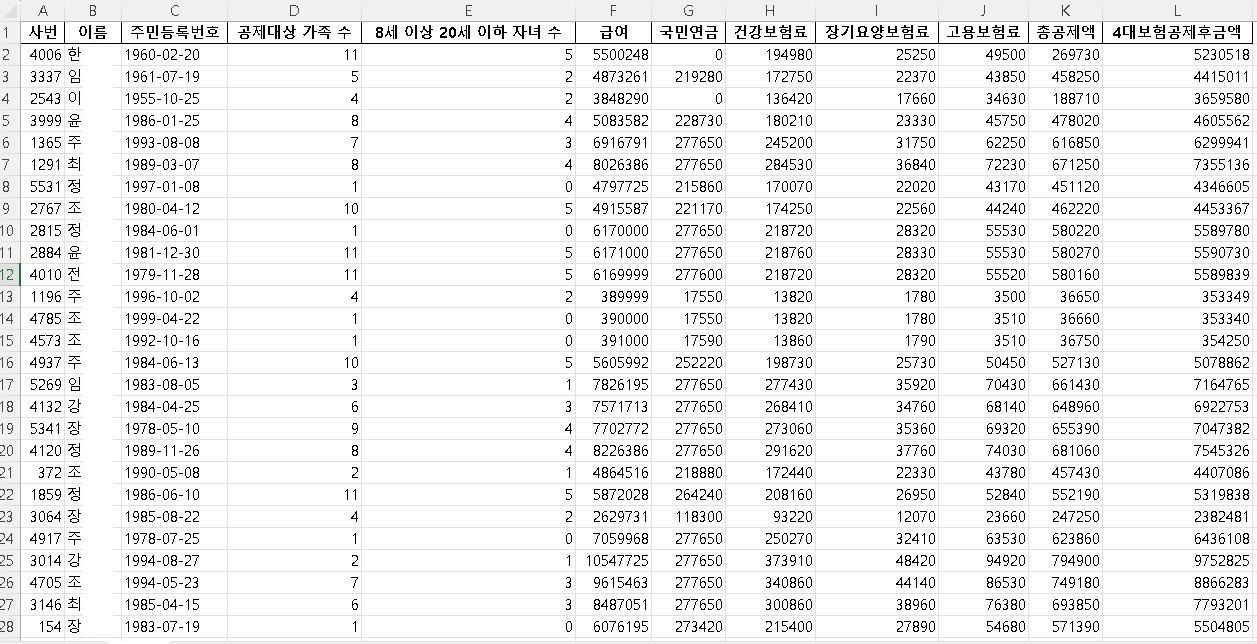 A B C D E F G H I J K L
1 사번 이름 주민등록번호 공제대상 가족 수 8세 이상 20세 이하 자녀 수 급여 국민연금 건강보험료 장기요양보험료 고용보험료 총공제액 4대보험공제후금액
2 4006 한 1960-02-20 11 5 5500248 0 194980 25250 49500 269730 5230518
3 3337 임 1961-07-19 5 2 4873261 219280 172750 22370 43850 458250 4415011
4 2543 이 1955-10-25 4 2 3848290 0 136420 17660 34630 188710 3659580
5 3999 윤 1986-01-25 8 4 5083582 228730 180210 23330 45750 478020 4605562
6 1365 주 1993-08-08 7 3 6916791 277650 245200 31750 62250 616850 6299941
7 1291 최 1989-03-07 8 4 8026386 277650 284530 36840 72230 671250 7355136
8 5531 정 1997-01-08 1 0 4797725 215860 170070 22020 43170 451120 4346605
9 2767 조 1980-04-12 10 5 4915587 221170 174250 22560 44240 462220 4453367
10 2815 정 1984-06-01 1 0 6170000 277650 218720 28320 55530 580220 5589780
11 2884 윤 1981-12-30 11 5 6171000 277650 218760 28330 55530 580270 5590730
12 4010 전 1979-11-28 11 5 6169999 277600 218720 28320 55520 580160 5589839
13 1196 주 1996-10-02 4 2 389999 17550 13820 1780 3500 36650 353349
14 4785 조 1999-04-22 1 0 390000 17550 13820 1780 3510 36660 353340
15 4573 조 1992-10-16 1 0 391000 17590 13860 1790 3510 36750 354250
16 4937 주 1984-06-13 10 5 5605992 252220 198730 25730 50450 527130 5078862
17 5269 임 1983-08-05 3 1 7826195 277650 277430 35920 70430 661430 7164765
18 4132 강 1984-04-25 6 3 7571713 277650 268410 34760 68140 648960 6922753
19 5341 장 1978-05-10 9 4 7702772 277650 273060 35360 69320 655390 7047382
20 4120 정 1989-11-26 8 4 8226386 277650 291620 37760 74030 681060 7545326
21 372 조 1990-05-08 2 1 4864516 218880 172440 22330 43780 457430 4407086
22 1859 정 1986-06-10 11 5 5872028 264240 208160 26950 52840 552190 5319838
23 3064 장 1985-08-22 4 2 2629731 118300 93220 12070 23660 247250 2382481
24 4917 주 1978-07-25 1 0 7059968 277650 250270 32410 63530 623860 6436108
25 3014 강 1994-08-27 2 1 10547725 277650 373910 48420 94920 794900 9752825
26 4705 조 1994-05-23 7 3 9615463 277650 340860 44140 86530 749180 8866283
27 3146 최 1985-04-15 6 3 8487051 277650 300860 38960 76380 693850 7793201
28 154 장 1983-07-19 1 0 6076195 273420 215400 27890 54680 571390 5504805